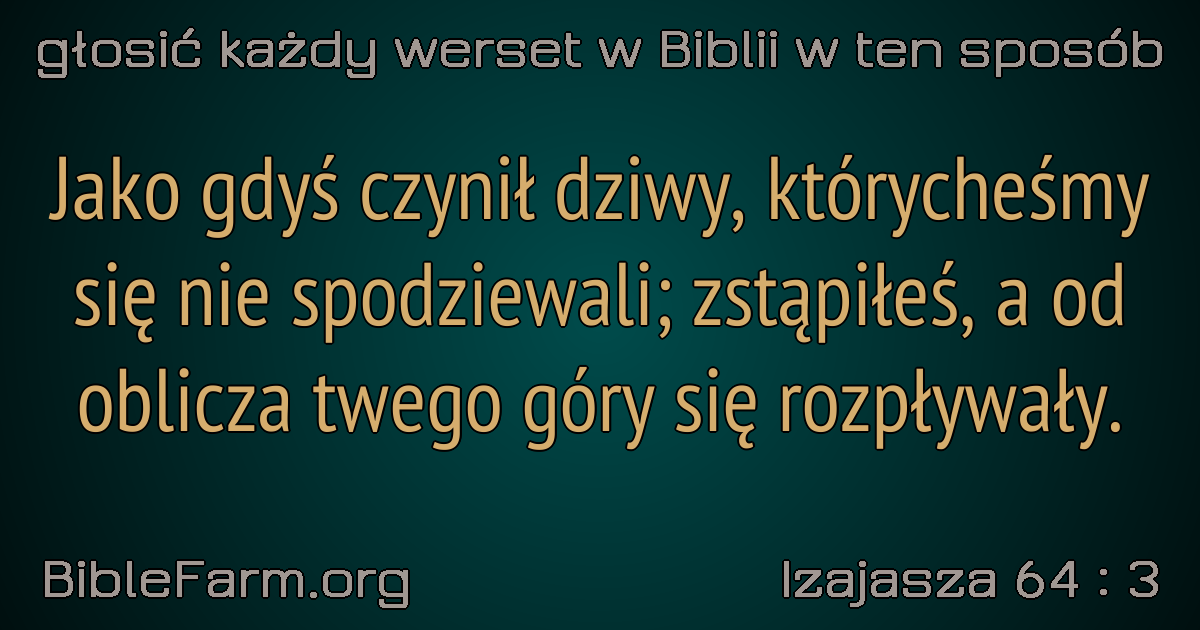 głosić każdy werset w Biblii w ten sposób
Jako gdyś czynił dziwy, którycheśmy
się nie spodziewali; zstąpiłeś, a od
oblicza twego góry się rozpływały.
BibleFarm.org
Izajasza 64 : 3